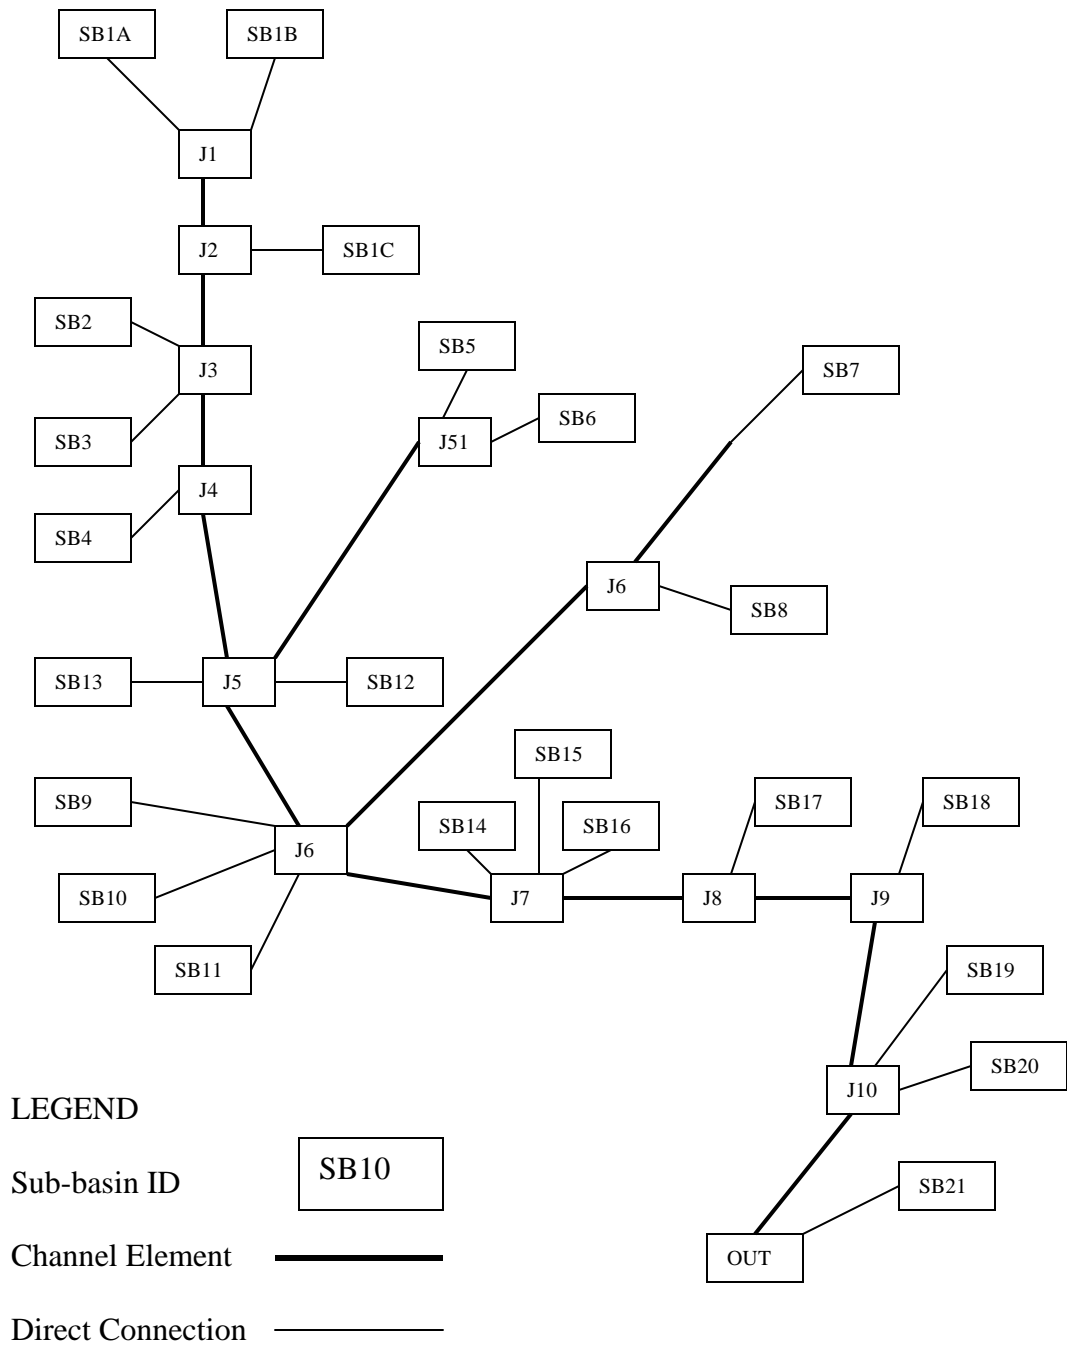 SB1A
SB1B
J1
J2
SB1C
SB2
SB5
J3
SB7
SB3
J51
SB6
J4
SB4
J6
SB8
SB13
J5
SB12
SB15
SB9
SB14
SB16
SB17
SB18
J6
SB10
J7
J8
J9
SB11
SB19
SB20
J10
LEGEND
Sub-basin ID
SB10
SB21
Channel Element
OUT
Direct Connection